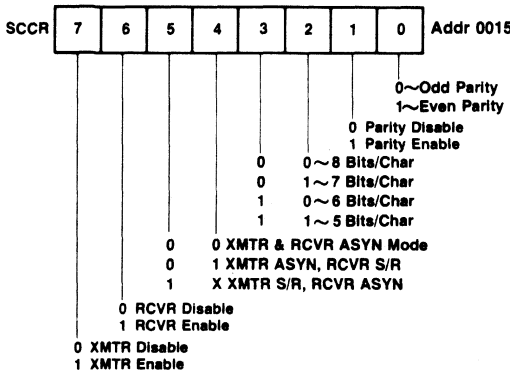 SCCR 7 6 5 4 3 2 1 0 Addr 0015
0~Odd Parity
1~Even Parity
0 Parity Disable
1 Parity Enable
0 0~8 Bits/Char
0 1~7 Bits/Char
1 0~6 Bits/Char
1 1~5 Bits/Char
0 0 XMTR & RCVR ASYN Mode
0 1 XMTR ASYN, RCVR S/R
1 X XMTR S/R, RCVR ASYN
0 RCVR Disable
1 RCVR Enable
0 XMTR Disable
1 XMTR Enable